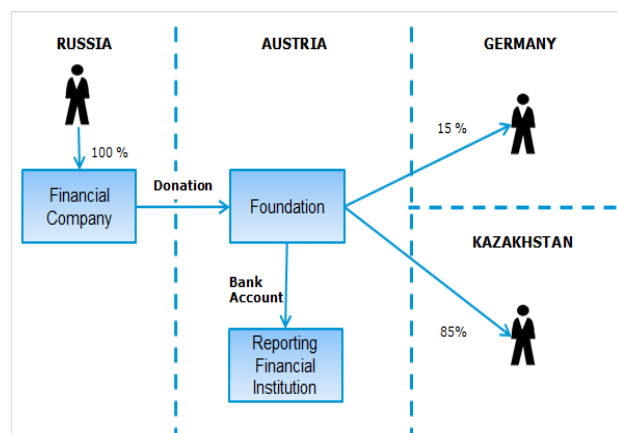 RUSSIA
AUSTRIA
GERMANY
100 %
15 %
Financial
Company
Donation
Foundation
KAZAKHSTAN
Bank
Account
85%
Reporting
Financial
Institution